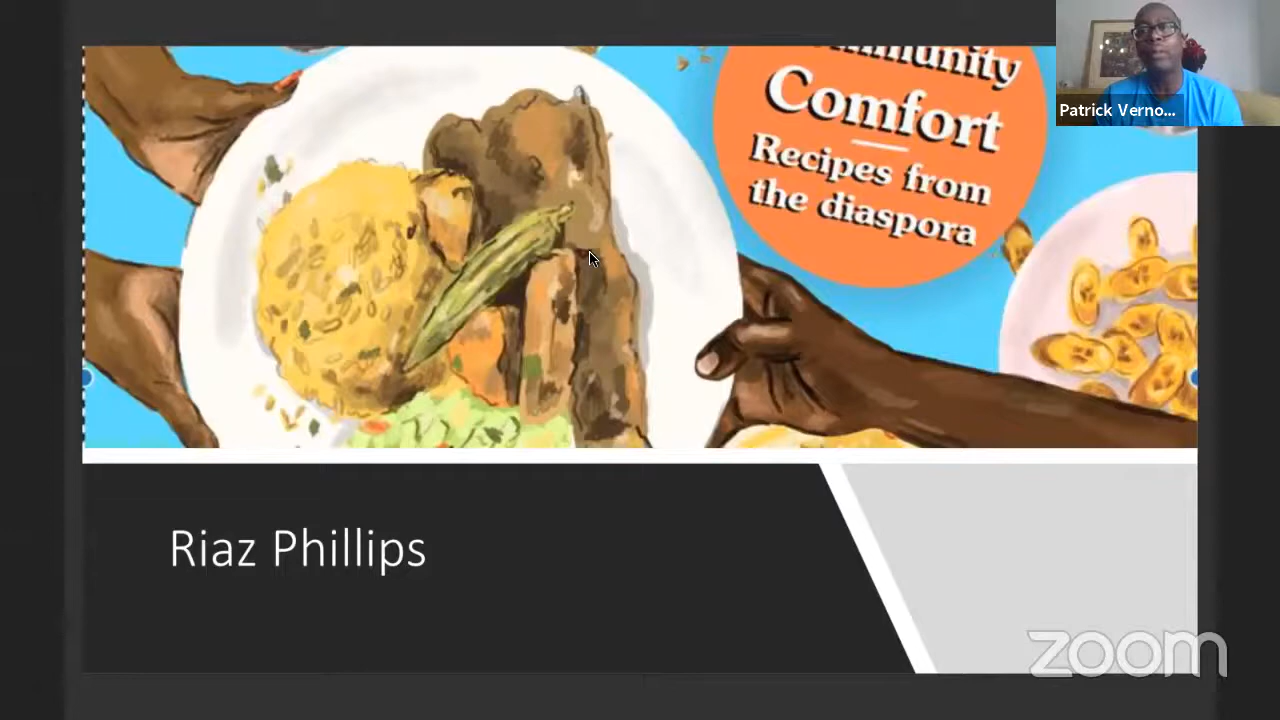 Comfort
Recipes from
the diaspora
Patrick Verno...
Riaz Phillips
zoom